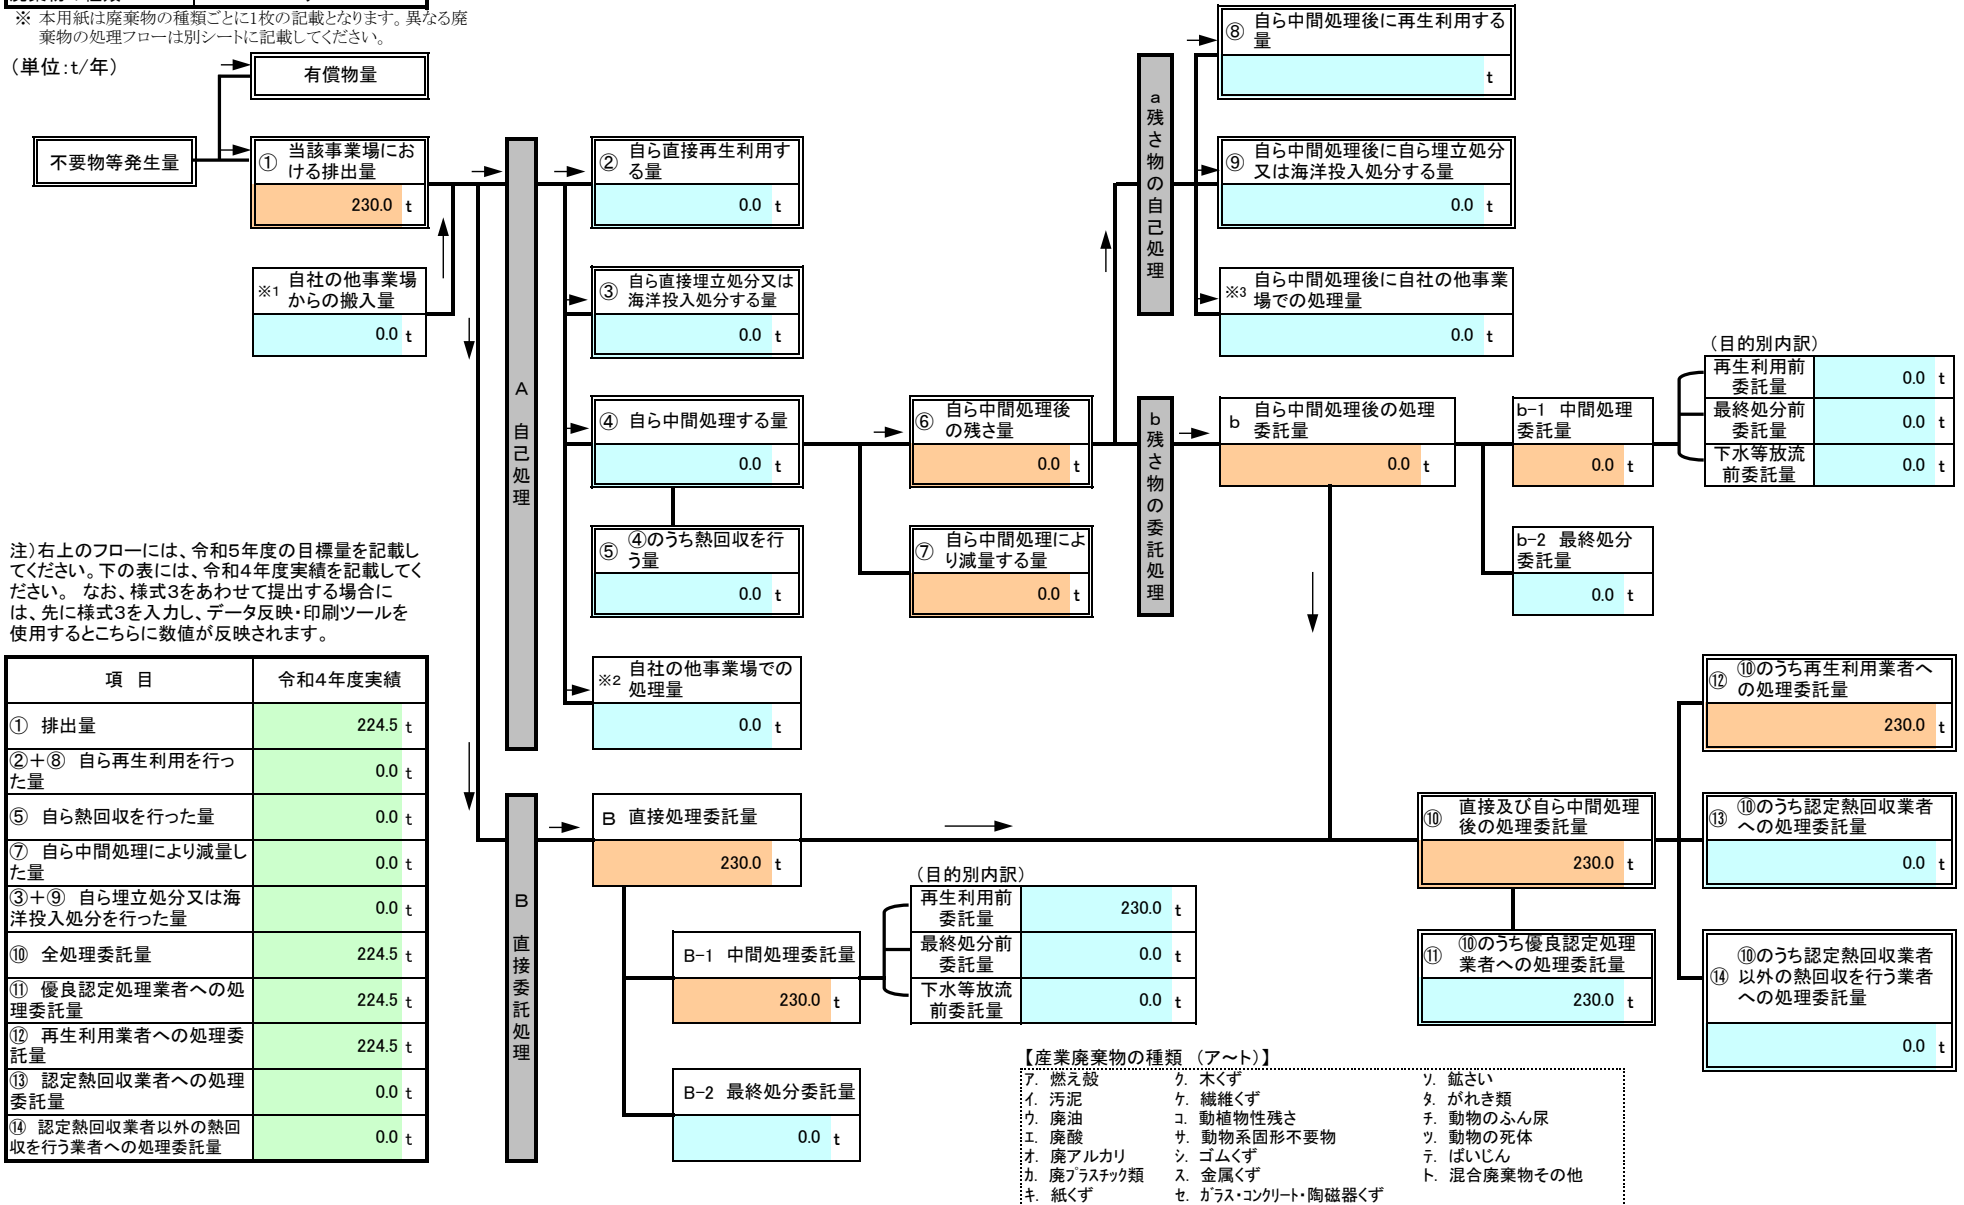 ※ 本用紙は廃棄物の種類ごとに1枚の記載となります。異なる廃
棄物の処理フローは別シートに記載してください。
（単位:t/年）
有償物量
不要物等発生量
① 当該事業場にお
ける排出量
230.0 t
※1 自社の他事業場
からの搬入量
0.0 t
A 自己処理
② 自ら直接再生利用す
る量
0.0 t
③ 自ら直接埋立処分又は
海洋投入処分する量
0.0 t
④ 自ら中間処理する量
0.0 t
⑤ ④のうち熱回収を行
う量
0.0 t
※2 自社の他事業場での
処理量
0.0 t
⑥ 自ら中間処理後
の残さ量
0.0 t
⑦ 自ら中間処理によ
り減量する量
0.0 t
a 残さ物の自己処理
⑧ 自ら中間処理後に再生利用する
量
t
⑨ 自ら中間処理後に自ら埋立処分
又は海洋投入処分する量
0.0 t
※3 自ら中間処理後に自社の他事業
場での処理量
0.0 t
b 残さ物の委託処理
b 自ら中間処理後の処理
委託量
0.0 t
b-1 中間処理
委託量
0.0 t
（目的別内訳）
再生利用前
委託量
0.0 t
最終処分前
委託量
0.0 t
下水等放流
前委託量
0.0 t
b-2 最終処分
委託量
0.0 t
注）右上のフローには、令和5年度の目標量を記載し
てください。下の表には、令和4年度実績を記載してく
ださい。 なお、様式3をあわせて提出する場合に
は、先に様式3を入力し、データ反映・印刷ツールを
使用するとこちらに数値が反映されます。
項 目 令和4年度実績
① 排出量 224.5 t
②＋⑧ 自ら再生利用を行っ
た量 0.0 t
⑤ 自ら熱回収を行った量 0.0 t
⑦ 自ら中間処理により減量し
た量 0.0 t
③＋⑨ 自ら埋立処分又は海
洋投入処分を行った量 0.0 t
⑩ 全処理委託量 224.5 t
⑪ 優良認定処理業者への処
理委託量 224.5 t
⑫ 再生利用業者への処理委
託量 224.5 t
⑬ 認定熱回収業者への処理
委託量 0.0 t
⑭ 認定熱回収業者以外の熱回
収を行う業者への処理委託量 0.0 t
B 直接委託処理
B 直接処理委託量
230.0 t
B-1 中間処理委託量
230.0 t
（目的別内訳）
再生利用前
委託量
230.0 t
最終処分前
委託量
0.0 t
下水等放流
前委託量
0.0 t
B-2 最終処分委託量
0.0 t
⑩ 直接及び自ら中間処理
後の処理委託量
230.0 t
⑪ ⑩のうち優良認定処理
業者への処理委託量
230.0 t
⑫ ⑩のうち再生利用業者へ
の処理委託量
230.0 t
⑬ ⑩のうち認定熱回収業者
への処理委託量
0.0 t
⑭ ⑩のうち認定熱回収業者
以外の熱回収を行う業者
への処理委託量
0.0 t
【産業廃棄物の種類 （ア～ト）】
ア. 燃え殻 ク. 木くず ソ. 鉱さい
イ. 汚泥 ケ. 繊維くず タ. がれき類
ウ. 廃油 コ. 動植物性残さ チ. 動物のふん尿
エ. 廃酸 サ. 動物系固形不要物 ツ. 動物の死体
オ. 廃アルカリ シ. ゴムくず テ. ばいじん
カ. 廃プラスチック類 ス. 金属くず ト. 混合廃棄物その他
キ. 紙くず セ. ガラス・コンクリート・陶磁器くず